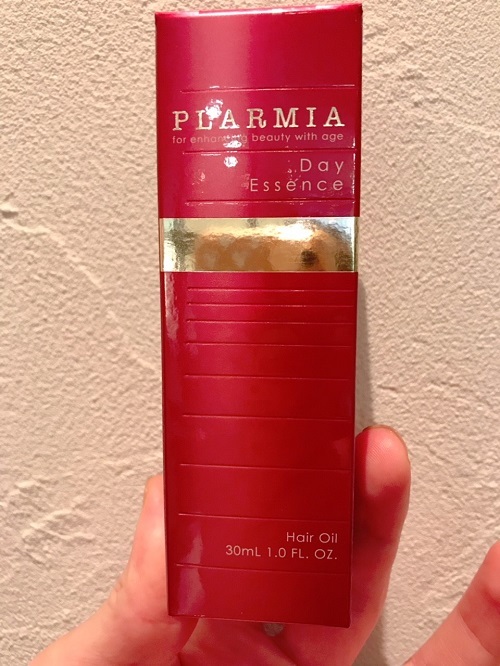 PLARMIA
for enhancing beauty with age
Day
Essence
Hair Oil
30mL 1.0 FL. OZ.